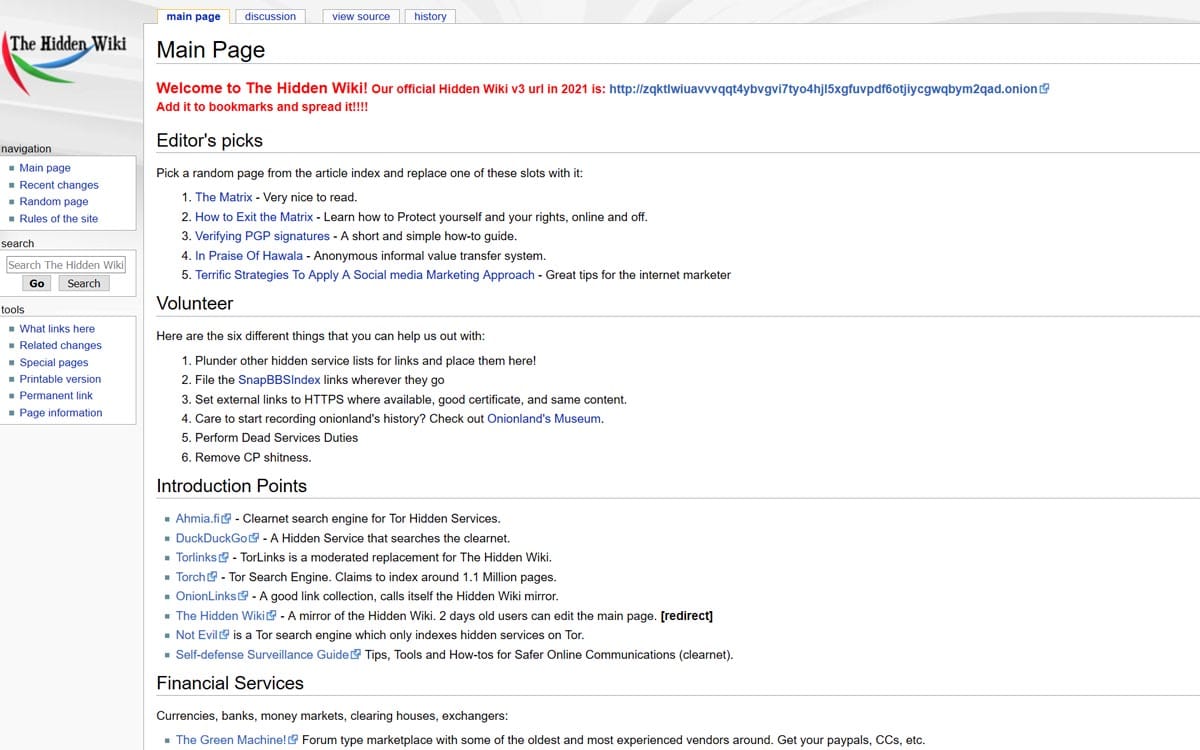 main page
discussion
view source
history
The Hidden Wiki
Main Page
Welcome to The Hidden Wiki! Our official Hidden Wiki v3 url in 2021 is: http://zqktlwiuavvvqqt4ybvgvi7tyo4hjl5xgfuvpdf6otjiycgwqbym2qad.onion
Add it to bookmarks and spread it!!!!
navigation
Main page
Recent changes
Random page
Rules of the site
search
Search The Hidden Wiki
Go Search
tools
What links here
Related changes
Special pages
Printable version
Permanent link
Page information
Editor's picks
Pick a random page from the article index and replace one of these slots with it:
1. The Matrix - Very nice to read.
2. How to Exit the Matrix - Learn how to Protect yourself and your rights, online and off.
3. Verifying PGP signatures - A short and simple how-to guide.
4. In Praise Of Hawala - Anonymous informal value transfer system.
5. Terrific Strategies To Apply A Social media Marketing Approach - Great tips for the internet marketer
Volunteer
Here are the six different things that you can help us out with:
1. Plunder other hidden service lists for links and place them here!
2. File the SnapBBSIndex links wherever they go
3. Set external links to HTTPS where available, good certificate, and same content.
4. Care to start recording onionland's history? Check out Onionland's Museum.
5. Perform Dead Services Duties
6. Remove CP shitness.
Introduction Points
Ahmia.fi - Clearnet search engine for Tor Hidden Services.
DuckDuckGo - A Hidden Service that searches the clearnet.
Torlinks - TorLinks is a moderated replacement for The Hidden Wiki.
Torch - Tor Search Engine. Claims to index around 1.1 Million pages.
OnionLinks - A good link collection, calls itself the Hidden Wiki mirror.
The Hidden Wiki - A mirror of the Hidden Wiki. 2 days old users can edit the main page. [redirect]
Not Evil is a Tor search engine which only indexes hidden services on Tor.
Self-defense Surveillance Guide Tips, Tools and How-tos for Safer Online Communications (clearnet).
Financial Services
Currencies, banks, money markets, clearing houses, exchangers:
The Green Machine! Forum type marketplace with some of the oldest and most experienced vendors around. Get your paypals, CCs, etc.